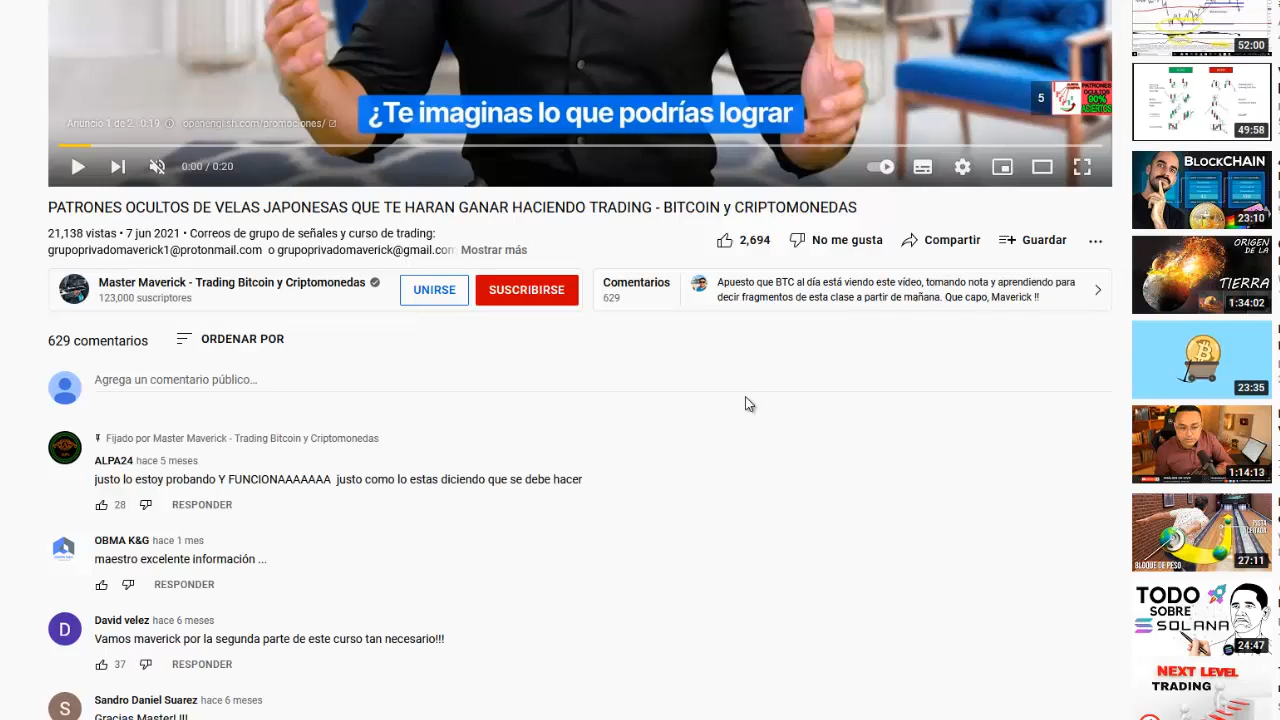 ¿Te imaginas lo que podrías lograr
5
Anuncio 1 de 2 · 0:19
openenglish.com/promociones/
0:00 / 0:20
PATRONES OCULTOS DE VELAS JAPONESAS QUE TE HARAN GANAR HACIENDO TRADING - BITCOIN y CRIPTOMONEDAS
21,138 vistas • 7 jun 2021 • Correos de grupo de señales y curso de trading:
grupoprivadomaverick1@protonmail.com o grupoprivadomaverick@gmail.com Mostrar más
2,694
No me gusta
Compartir
Guardar
Master Maverick - Trading Bitcoin y Criptomonedas
123,000 suscriptores
UNIRSE
SUSCRIBIRSE
Comentarios
629
Apuesto que BTC al día está viendo este vídeo, tomando nota y aprendiendo para
decir fragmentos de esta clase a partir de mañana. Que capo, Maverick !!
629 comentarios
ORDENAR POR
Agrega un comentario público...
Fijado por Master Maverick - Trading Bitcoin y Criptomonedas
ALPA24 hace 5 meses
justo lo estoy probando Y FUNCIONAAAAAAA justo como lo estas diciendo que se debe hacer
28
RESPONDER
OBMA K&G hace 1 mes
maestro excelente información ...
RESPONDER
David velez hace 6 meses
Vamos maverick por la segunda parte de este curso tan necesario!!!
37
RESPONDER
Sandro Daniel Suarez hace 6 meses
Gracias Master! !!!
52:00
49:58
BLOCKCHAIN
23:10
ORIGEN
DE LA
TIERRA
1:34:02
23:35
1:14:13
PISTA
ACEITADA
BLOQUE DE PESO
27:11
TODO
SOBRE
SOLANA
24:47
NEXT LEVEL
TRADING